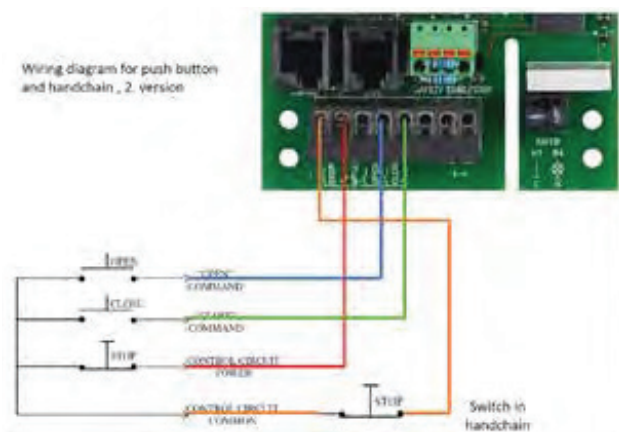 Wiring diagram for push button
and handchain , 2. version
OPEN
"OPEN"
COMMAND
CLOSE
"CLOSE"
COMMAND
STOP
CONTROL CIRCUIT
POWER
CONTROL CIRCUIT
COMMON
STOP
Switch in
handchain